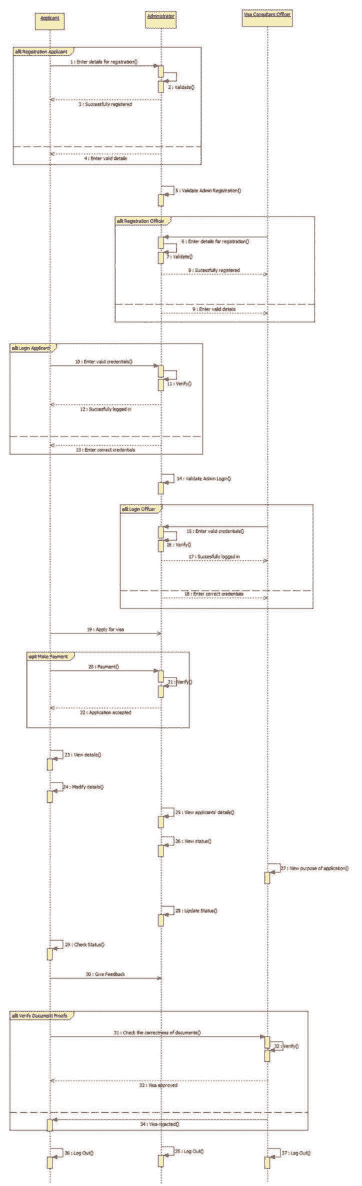 Applicant
Administrator
Visa Consultant Officer
alt Registration Applicant
1 : Enter details for registration()
2 : Validate()
3 : Successfully registered
4 : Enter valid details
5 : Validate Admin Registration()
alt Registration Officer
6 : Enter details for registration()
7 : Validate()
8 : Sucessfully registered
9 : Enter valid details
alt Login Applicant
10 : Enter valid credentials()
11 : Verify()
12 : Succesfully logged in
13 : Enter correct credentials
14 : Validate Admin Login()
alt Login Officer
15 : Enter valid credentials()
16 : Verify()
17 : Succesfully logged in
18 : Enter correct credentials
19 : Apply for visa
opt Make Payment
20 : Payment()
21 : Verify()
22 : Application accepted
23 : View details()
24 : Modify details()
25 : View applicants' details()
26 : View status()
27 : View purpose of application()
28 : Update Status()
29 : Check Status()
30 : Give Feedback
alt Verify Document Proofs
31 : Check the correctness of documents()
32 : Verify()
33 : Visa approved
34 : Visa rejected()
36 : Log Out()
35 : Log Out()
37 : Log Out()